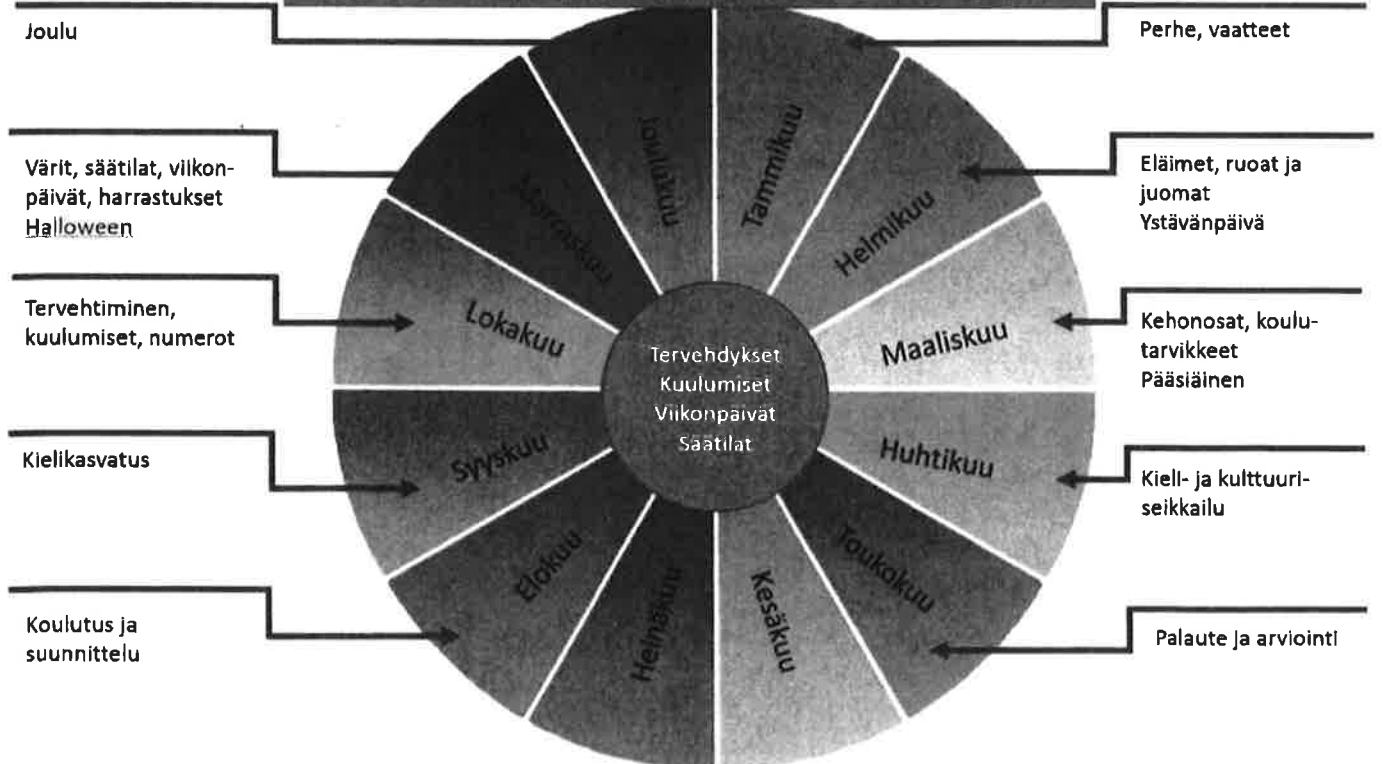 Joulu
Värit, säätilat, viikon-
päivät, harrastukset
Halloween
Tervehtiminen,
kuulumiset, numerot
Kielikasvatus
Koulutus ja
suunnittelu
Joulukuu
Marraskuu
Lokakuu
Syyskuu
Elokuu
Heinäkuu
Tammikuu
Helmikuu
Maaliskuu
Huhtikuu
Toukokuu
Kesäkuu
Tervehdykset
Kuulumiset
Viikonpäivät
Säätilat
Perhe, vaatteet
Eläimet, ruoat ja
juomat
Ystävänpäivä
Kehonosat, koulu-
tarvikkeet
Pääsiäinen
Kieli- ja kulttuuri-
seikkailu
Palaute ja arviointi